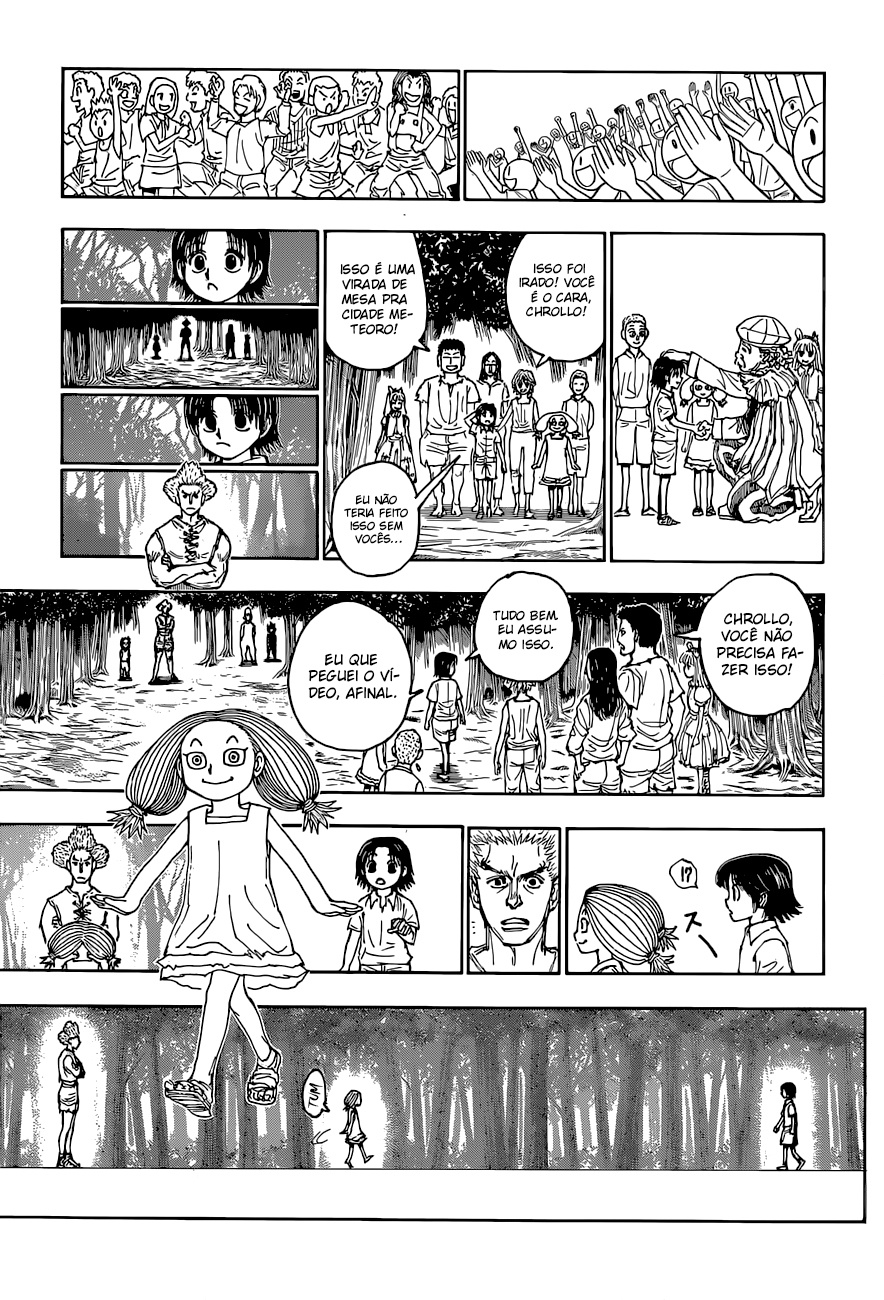 ISSO FOI
IRADO! VOCÊ
É O CARA,
CHROLLO!
ISSO É UMA
VIRADA DE
MESA PRA
CIDADE ME-
TEORO!
EU NÃO
TERIA FEITO
ISSO SEM
VOCÊS...
CHROLLO,
VOCÊ NÃO
PRECISA FA-
ZER ISSO!
TUDO BEM.
EU ASSU-
MO ISSO.
EU QUE
PEGUEI O VÍ-
DEO, AFINAL.
!?
スー
TUM